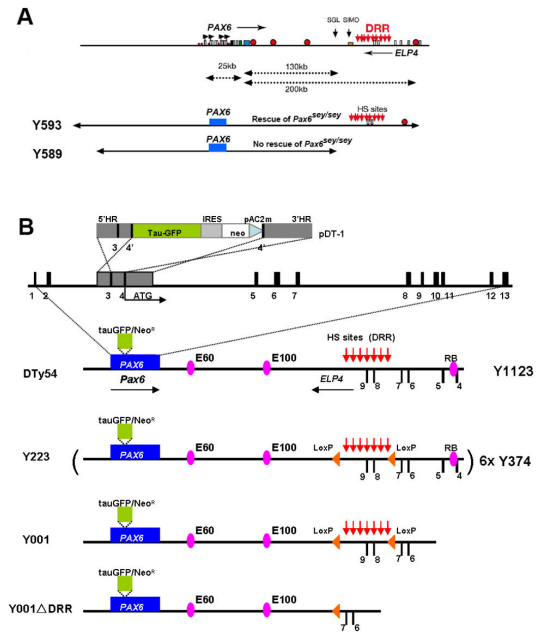 A
PAX6
SGL SIMO
DRR
ELP4
25kb
130kb
200kb
HS sites
PAX6
Y593
Rescue of Pax6sey/sey
PAX6
Y589
No rescue of Pax6sey/sey
B
5'HR
IRES
pAC2m
3'HR
Tau-GFP
neo
pDT-1
3 4' 4'
1 2 3 4 ATG 5 6 7 8 9 10 11 12 13
tauGFP/NeoR
HS sites (DRR)
DTy54
PAX6
E60
E100
RB
Y1123
Pax6
ELP4
9 8 7 6 5 4
tauGFP/NeoR
Y223
(
PAX6
E60
E100
LoxP
LoxP
RB
) 6x Y374
9 8 7 6 5 4
tauGFP/NeoR
Y001
PAX6
E60
E100
LoxP
LoxP
9 8 7 6
tauGFP/NeoR
Y001△DRR
PAX6
E60
E100
7 6